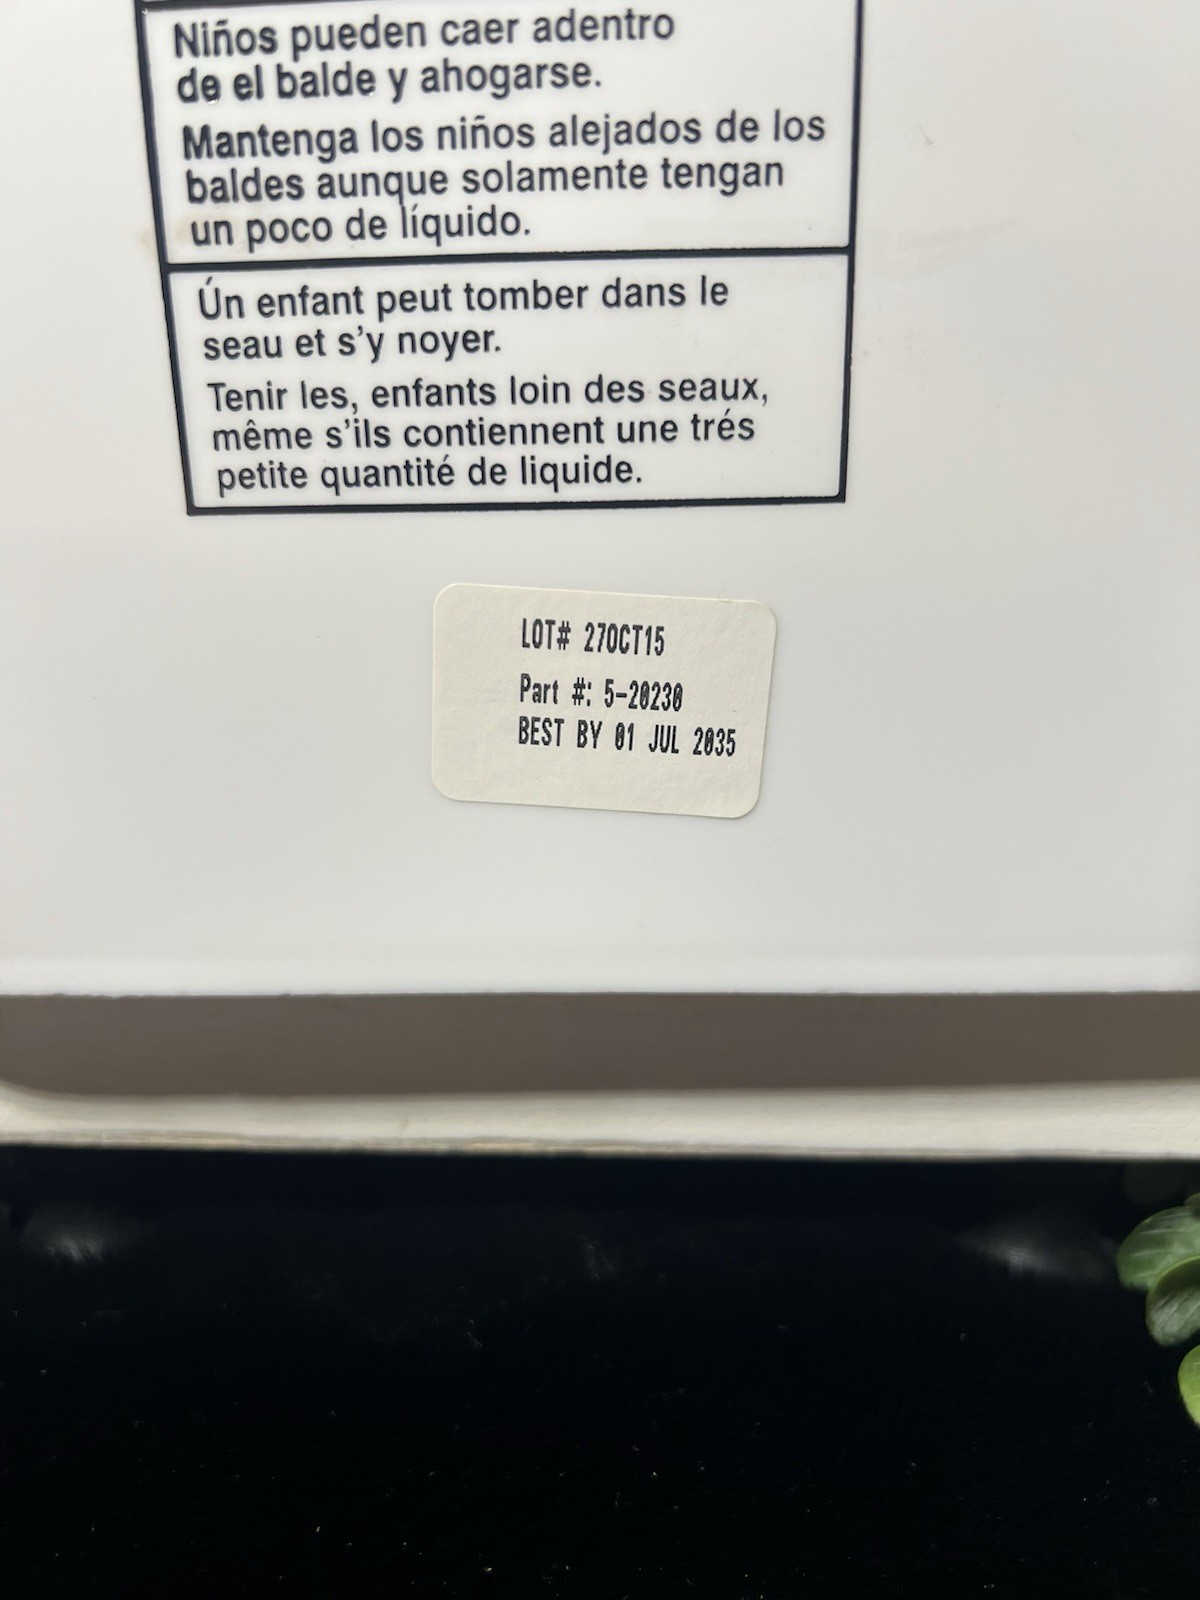 Niños pueden caer adentro
de el balde y ahogarse.
Mantenga los niños alejados de los
baldes aunque solamente tengan
un poco de líquido.
Ún enfant peut tomber dans le
seau et s'y noyer.
Tenir les, enfants loin des seaux,
même s'ils contiennent une trés
petite quantité de liquide.
LOT# 27OCT15
Part #: 5-20230
BEST BY 01 JUL 2035